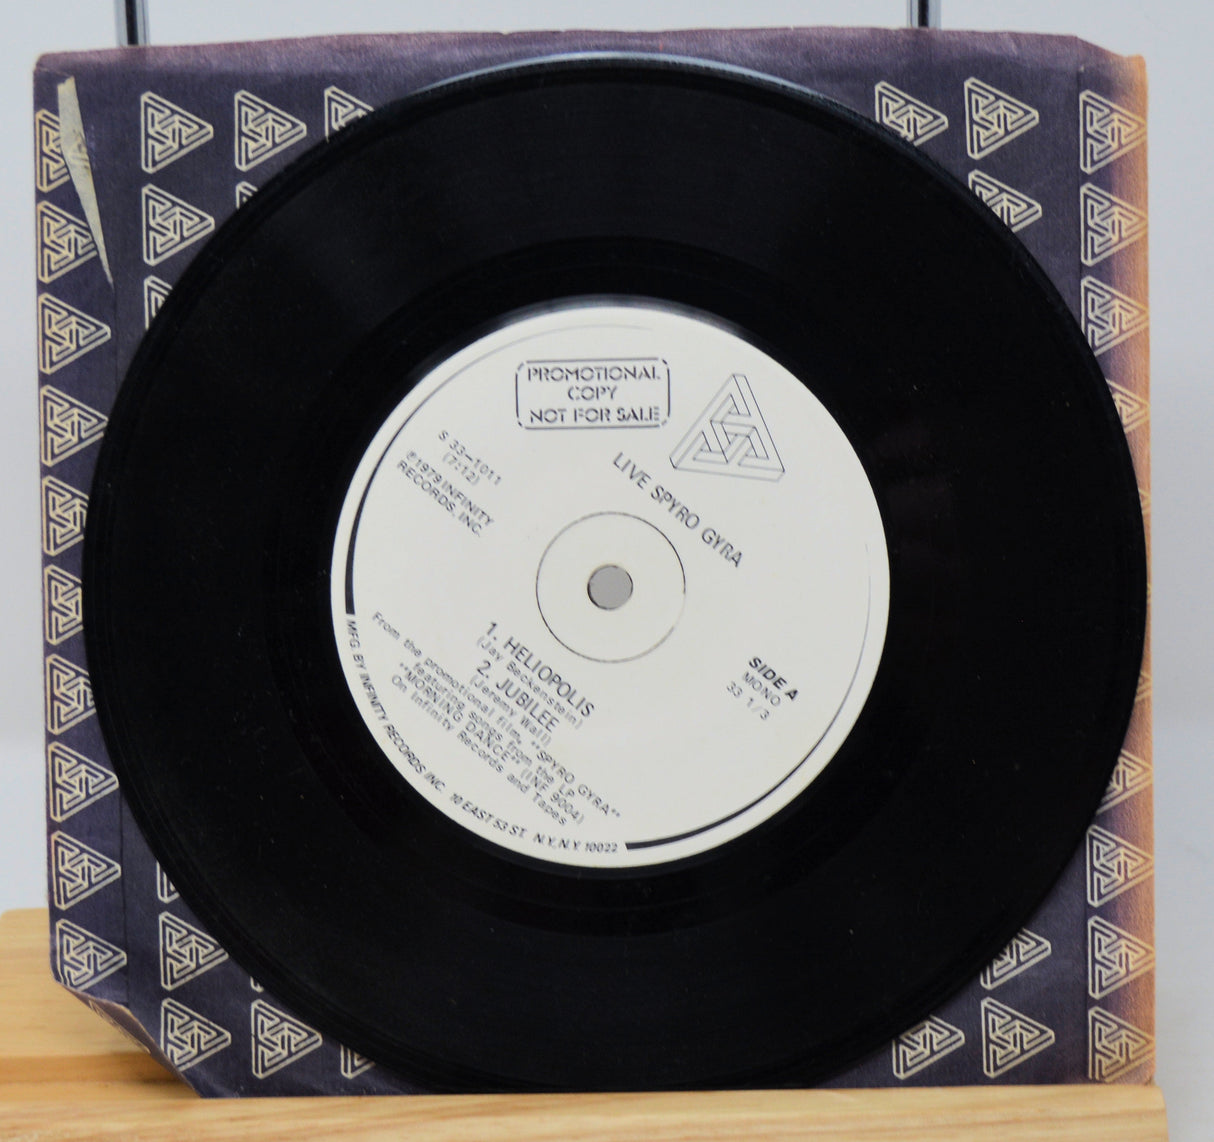 PROMOTIONAL
COPY
NOT FOR SALE
S 33-1011
(7:12)
℗1979 INFINITY
RECORDS, INC.
LIVE SPYRO GYRA
SIDE A
MONO
33 1/3
1. HELIOPOLIS
(Jay Beckenstein)
2. JUBILEE
(Jeremy Wall)
From the promotional film, "SPYRO GYRA"
featuring songs from the LP
"MORNING DANCE" (INF 9004)
On Infinity Records and Tapes
MFG. BY INFINITY RECORDS, INC. 10 EAST 53 ST. N.Y., N.Y. 10022